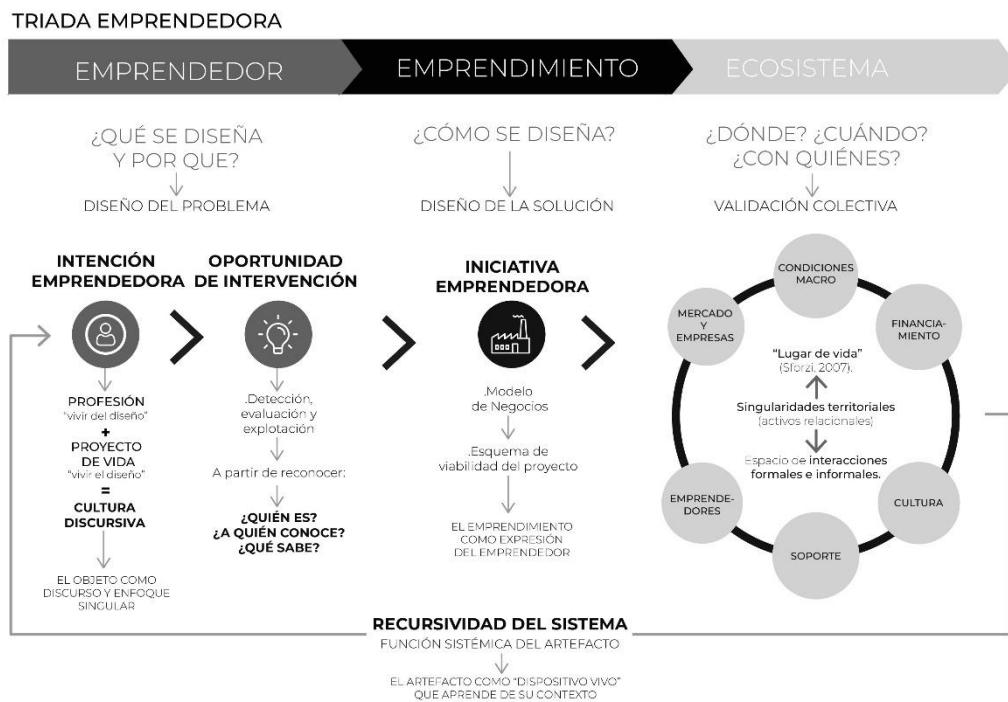 TRIADA EMPRENDEDORA
EMPRENDEDOR
EMPRENDIMIENTO
ECOSISTEMA
¿QUÉ SE DISEÑA
Y POR QUE?
DISEÑO DEL PROBLEMA
¿CÓMO SE DISEÑA?
DISEÑO DE LA SOLUCIÓN
¿DÓNDE? ¿CUÁNDO?
¿CON QUIÉNES?
VALIDACIÓN COLECTIVA
INTENCIÓN
EMPRENDEDORA
PROFESIÓN
"vivir del diseño"
+
PROYECTO
DE VIDA
"vivir el diseño"
=
CULTURA
DISCURSIVA
EL OBJETO COMO
DISCURSO Y ENFOQUE
SINGULAR
OPORTUNIDAD
DE INTERVENCIÓN
.Detección,
evaluación y
explotación
A partir de reconocer:
¿QUIÉN ES?
¿A QUIÉN CONOCE?
¿QUÉ SABE?
INICIATIVA
EMPRENDEDORA
.Modelo
de Negocios
.Esquema de
viabilidad del proyecto
EL EMPRENDIMIENTO
COMO EXPRESIÓN
DEL EMPRENDEDOR
CONDICIONES
MACRO
MERCADO
Y
EMPRESAS
FINANCIA-
MIENTO
"Lugar de vida"
(Sforzi, 2007).
Singularidades territoriales
(activos relacionales)
Espacio de interacciones
formales e informales.
EMPRENDE-
DORES
CULTURA
SOPORTE
RECURSIVIDAD DEL SISTEMA
FUNCIÓN SISTÉMICA DEL ARTEFACTO
EL ARTEFACTO COMO "DISPOSITIVO VIVO"
QUE APRENDE DE SU CONTEXTO